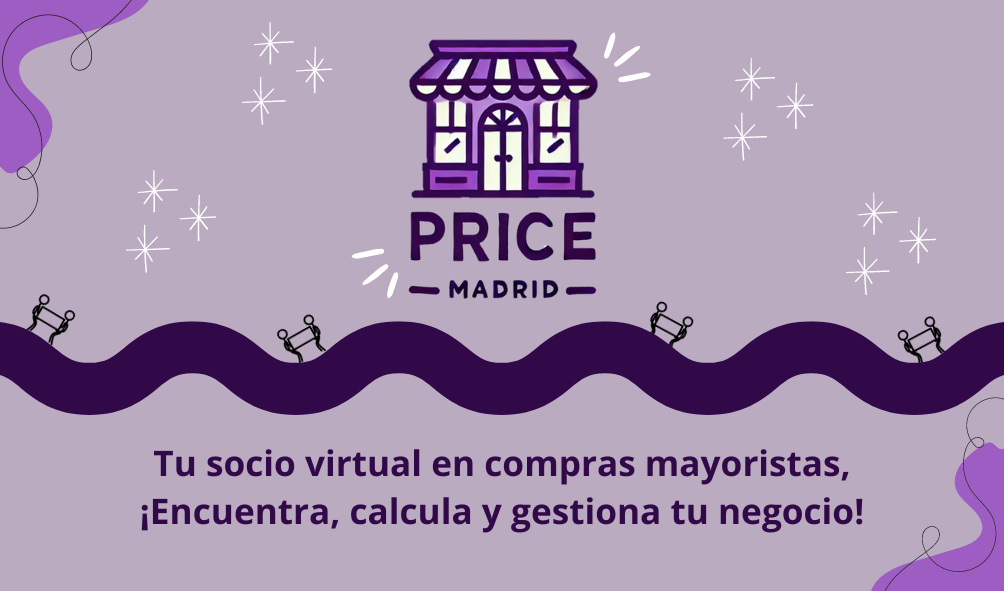 PRICE
MADRID
Tu socio virtual en compras mayoristas,
¡Encuentra, calcula y gestiona tu negocio!